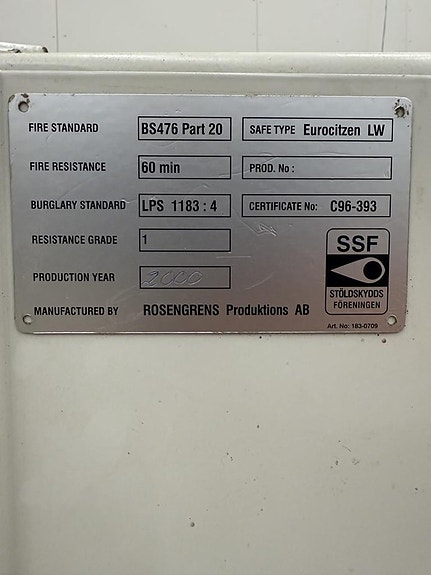 FIRE STANDARD BS476 Part 20 SAFE TYPE Eurocitzen LW
FIRE RESISTANCE 60 min PROD. No :
BURGLARY STANDARD LPS 1183 : 4 CERTIFICATE No: C96-393
RESISTANCE GRADE 1
PRODUCTION YEAR 2000
MANUFACTURED BY ROSENGRENS Produktions AB
SSF
STÖLDSKYDDS
FÖRENINGEN
Art. No: 183-0709